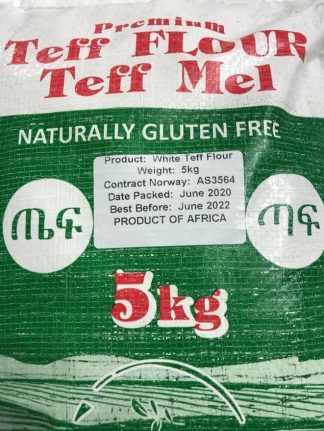 Premium
Teff FLOUR
Teff Mel
NATURALLY GLUTEN FREE
Product: White Teff Flour
Weight: 5kg
Contract Norway: AS3564
Date Packed: June 2020
Best Before: June 2022
PRODUCT OF AFRICA
ጤፍ
ጣፍ
5kg